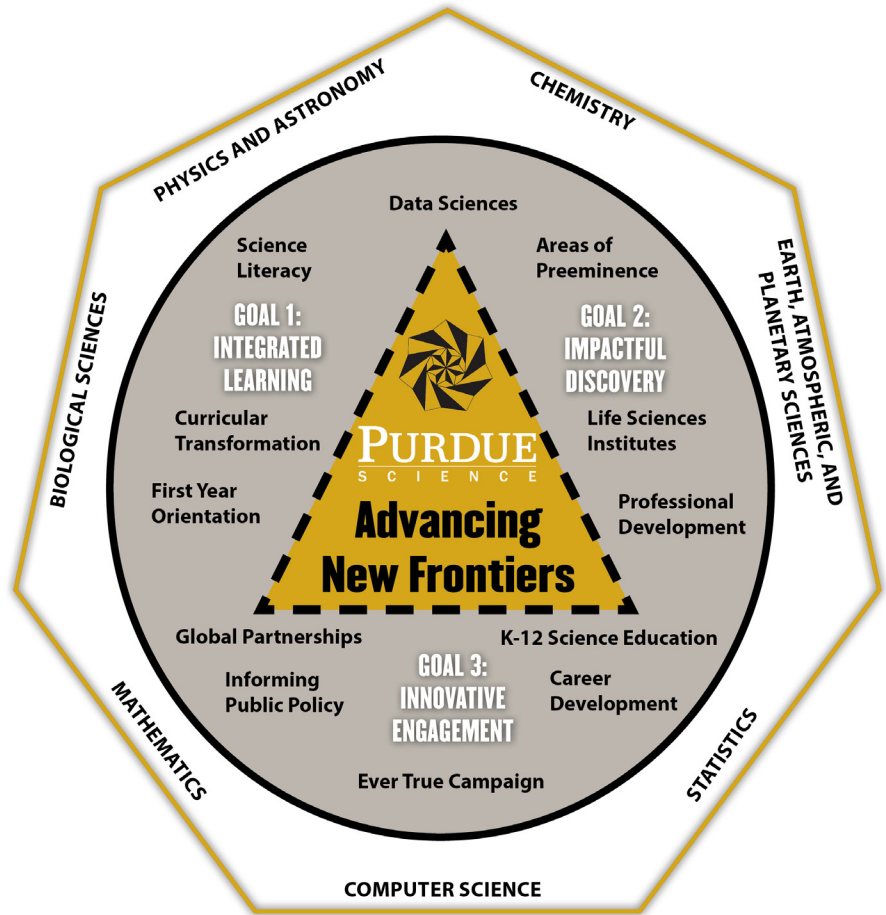 PHYSICS AND ASTRONOMY
CHEMISTRY
EARTH, ATMOSPHERIC, AND
PLANETARY SCIENCES
BIOLOGICAL SCIENCES
Data Sciences
Science
Literacy
Areas of
Preeminence
GOAL 1:
INTEGRATED
LEARNING
GOAL 2:
IMPACTFUL
DISCOVERY
Curricular
Transformation
Life Sciences
Institutes
First Year
Orientation
Professional
Development
PURDUE
SCIENCE
Advancing
New Frontiers
Global Partnerships
K-12 Science Education
Informing
Public Policy
GOAL 3:
INNOVATIVE
ENGAGEMENT
Career
Development
Ever True Campaign
MATHEMATICS
STATISTICS
COMPUTER SCIENCE